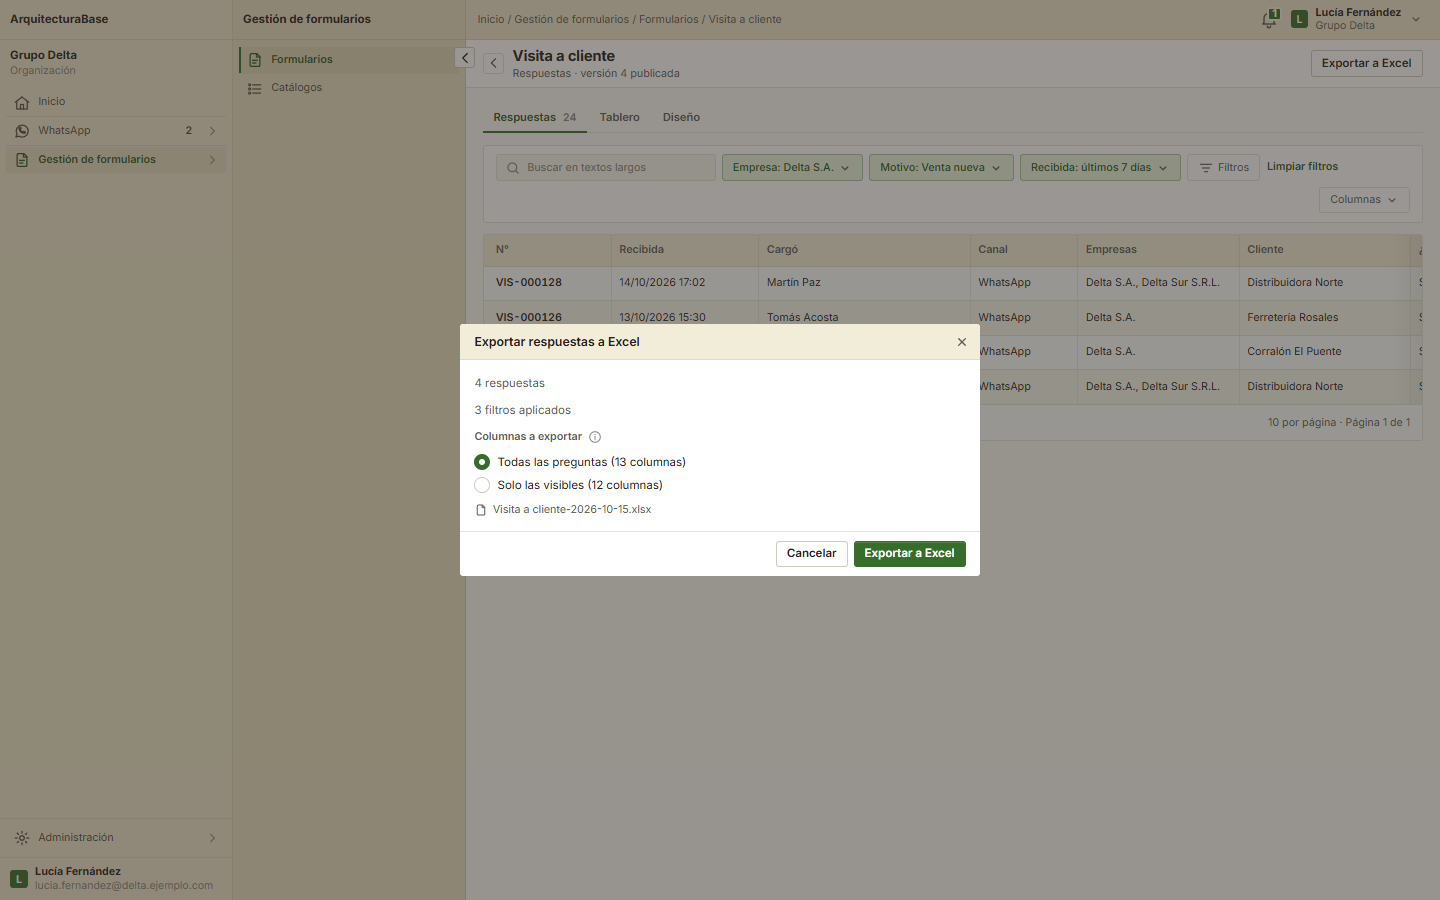 ArquitecturaBase
Gestión de formularios
Inicio / Gestión de formularios / Formularios / Visita a cliente
1
L
Lucía Fernández
Grupo Delta
Grupo Delta
Organización
Inicio
WhatsApp 2
Gestión de formularios
Formularios
Catálogos
Visita a cliente
Respuestas · versión 4 publicada
Exportar a Excel
Respuestas 24 Tablero Diseño
Buscar en textos largos
Empresa: Delta S.A.
Motivo: Venta nueva
Recibida: últimos 7 días
Filtros
Limpiar filtros
Columnas
N° Recibida Cargó Canal Empresas Cliente
VIS-000128 14/10/2026 17:02 Martín Paz WhatsApp Delta S.A., Delta Sur S.R.L. Distribuidora Norte
VIS-000126 13/10/2026 15:30 Tomás Acosta WhatsApp Delta S.A. Ferretería Rosales
WhatsApp Delta S.A. Corralón El Puente
WhatsApp Delta S.A., Delta Sur S.R.L. Distribuidora Norte
10 por página · Página 1 de 1
Exportar respuestas a Excel
4 respuestas
3 filtros aplicados
Columnas a exportar
Todas las preguntas (13 columnas)
Solo las visibles (12 columnas)
Visita a cliente-2026-10-15.xlsx
Cancelar
Exportar a Excel
Administración
L
Lucía Fernández
lucia.fernandez@delta.ejemplo.com